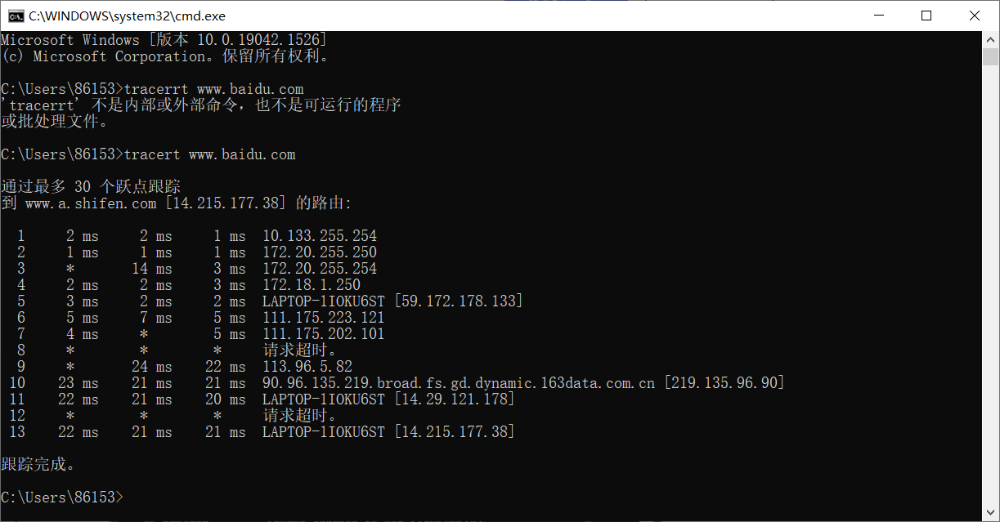 C:\WINDOWS\system32\cmd.exe
Microsoft Windows [版本 10.0.19042.1526]
(c) Microsoft Corporation。保留所有权利。
C:\Users\86153>tracerrt www.baidu.com
'tracerrt' 不是内部或外部命令，也不是可运行的程序
或批处理文件。
C:\Users\86153>tracert www.baidu.com
通过最多 30 个跃点跟踪
到 www.a.shifen.com [14.215.177.38] 的路由:
1 2 ms 2 ms 1 ms 10.133.255.254
2 1 ms 1 ms 1 ms 172.20.255.250
3 * 14 ms 3 ms 172.20.255.254
4 2 ms 2 ms 3 ms 172.18.1.250
5 3 ms 2 ms 2 ms LAPTOP-1IOKU6ST [59.172.178.133]
6 5 ms 7 ms 5 ms 111.175.223.121
7 4 ms * 5 ms 111.175.202.101
8 * * * 请求超时。
9 * 24 ms 22 ms 113.96.5.82
10 23 ms 21 ms 21 ms 90.96.135.219.broad.fs.gd.dynamic.163data.com.cn [219.135.96.90]
11 22 ms 21 ms 20 ms LAPTOP-1IOKU6ST [14.29.121.178]
12 * * * 请求超时。
13 22 ms 21 ms 21 ms LAPTOP-1IOKU6ST [14.215.177.38]
跟踪完成。
C:\Users\86153>